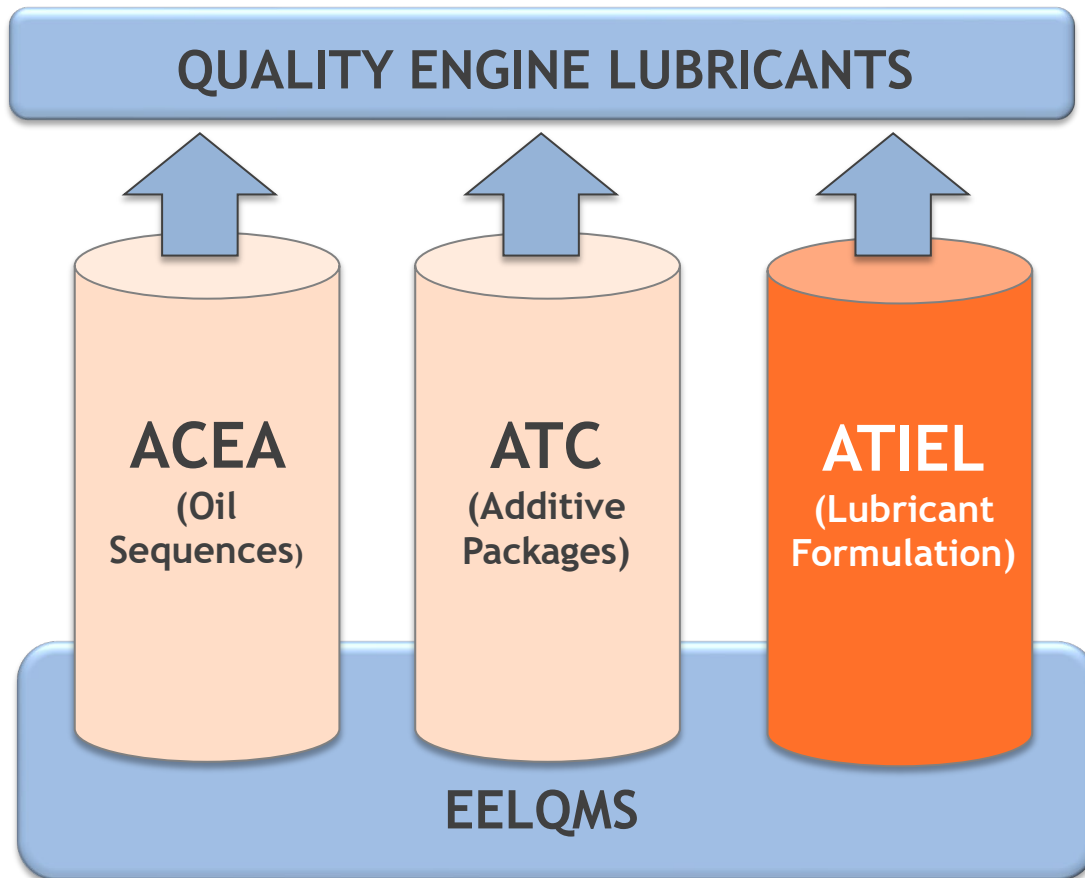 QUALITY ENGINE LUBRICANTS
ACEA
(Oil
Sequences)
ATC
(Additive
Packages)
ATIEL
(Lubricant
Formulation)
EELQMS